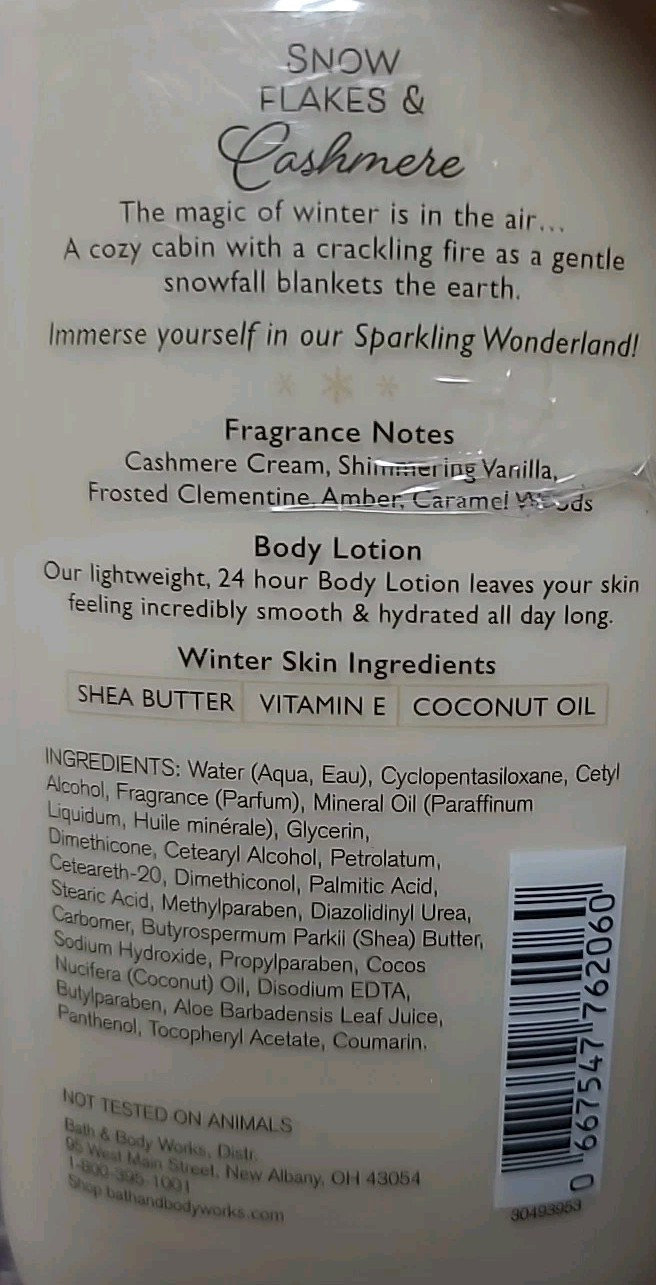 SNOW
FLAKES &
Cashmere
The magic of winter is in the air...
A cozy cabin with a crackling fire as a gentle
snowfall blankets the earth.
Immerse yourself in our Sparkling Wonderland!
Fragrance Notes
Cashmere Cream, Shimmering Vanilla,
Frosted Clementine, Amber, Caramel Woods
Body Lotion
Our lightweight, 24 hour Body Lotion leaves your skin
feeling incredibly smooth & hydrated all day long.
Winter Skin Ingredients
SHEA BUTTER VITAMIN E COCONUT OIL
INGREDIENTS: Water (Aqua, Eau), Cyclopentasiloxane, Cetyl
Alcohol, Fragrance (Parfum), Mineral Oil (Paraffinum
Liquidum, Huile minérale), Glycerin,
Dimethicone, Cetearyl Alcohol, Petrolatum,
Ceteareth-20, Dimethiconol, Palmitic Acid,
Stearic Acid, Methylparaben, Diazolidinyl Urea,
Carbomer, Butyrospermum Parkii (Shea) Butter,
Sodium Hydroxide, Propylparaben, Cocos
Nucifera (Coconut) Oil, Disodium EDTA,
Butylparaben, Aloe Barbadensis Leaf Juice,
Panthenol, Tocopheryl Acetate, Coumarin.
NOT TESTED ON ANIMALS
Bath & Body Works, Distr.
95 West Main Street, New Albany, OH 43054
1-800-395-1001
Shop bathandbodyworks.com
0 667547 762060
30493953